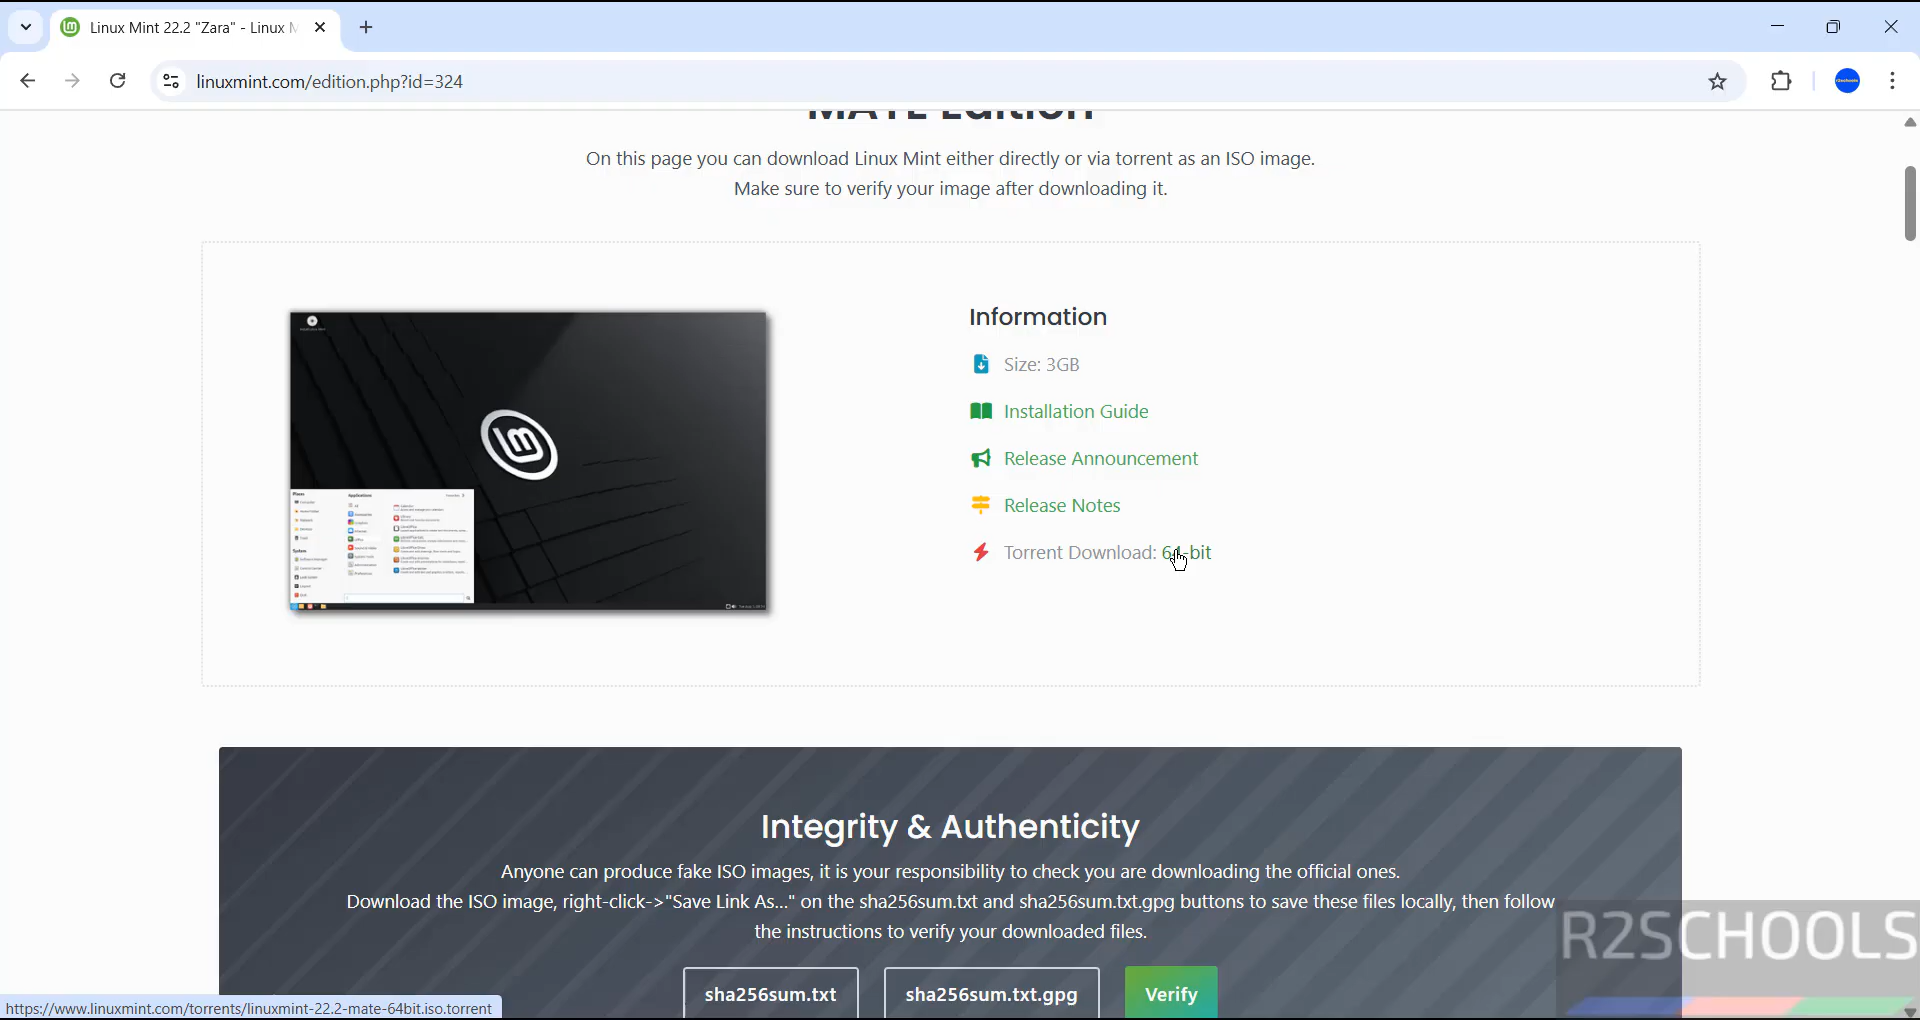 Linux Mint 22.2 "Zara" - Linux M
linuxmint.com/edition.php?id=324
MATE Edition
On this page you can download Linux Mint either directly or via torrent as an ISO image.
Make sure to verify your image after downloading it.
Information
Size: 3GB
Installation Guide
Release Announcement
Release Notes
Torrent Download: 64-bit
Integrity & Authenticity
Anyone can produce fake ISO images, it is your responsibility to check you are downloading the official ones.
Download the ISO image, right-click->"Save Link As..." on the sha256sum.txt and sha256sum.txt.gpg buttons to save these files locally, then follow
the instructions to verify your downloaded files.
sha256sum.txt
sha256sum.txt.gpg
Verify
R2SCHOOLS
https://www.linuxmint.com/torrents/linuxmint-22.2-mate-64bit.iso.torrent